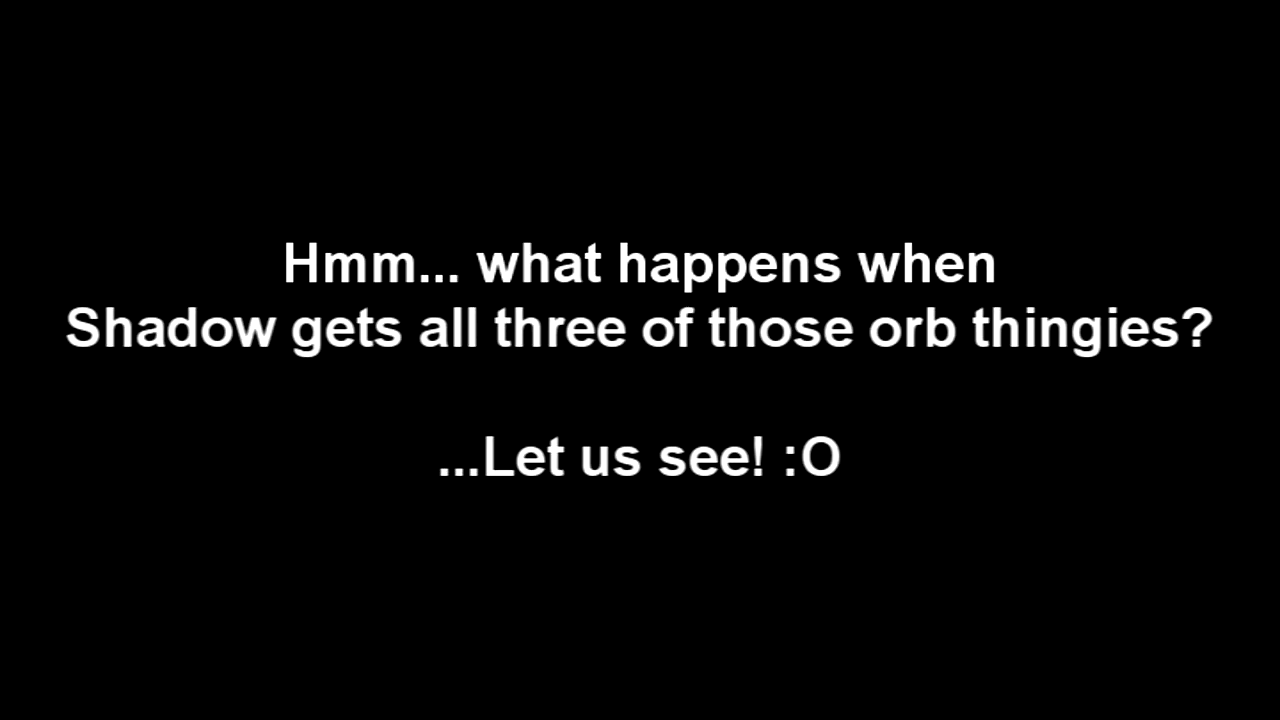 Hmm... what happens when
Shadow gets all three of those orb thingies?
...Let us see! :O